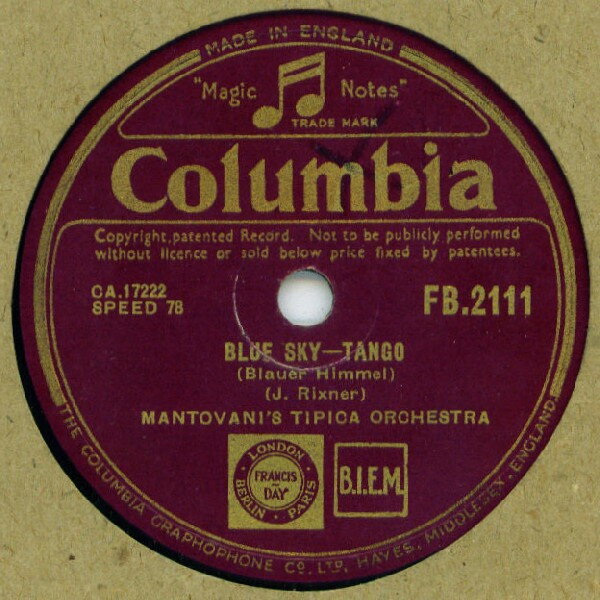 MADE IN ENGLAND
"Magic Notes"
TRADE MARK
Columbia
Copyright, patented Record. Not to be publicly performed
without licence or sold below price fixed by patentees.
CA.17222
SPEED 78
FB.2111
BLUE SKY—TANGO
(Blauer Himmel)
(J. Rixner)
MANTOVANI'S TIPICA ORCHESTRA
LONDON
FRANCIS
DAY
BERLIN · PARIS
B.I.E.M.
THE COLUMBIA GRAPHOPHONE CO. LTD, HAYES, MIDDLESEX, ENGLAND